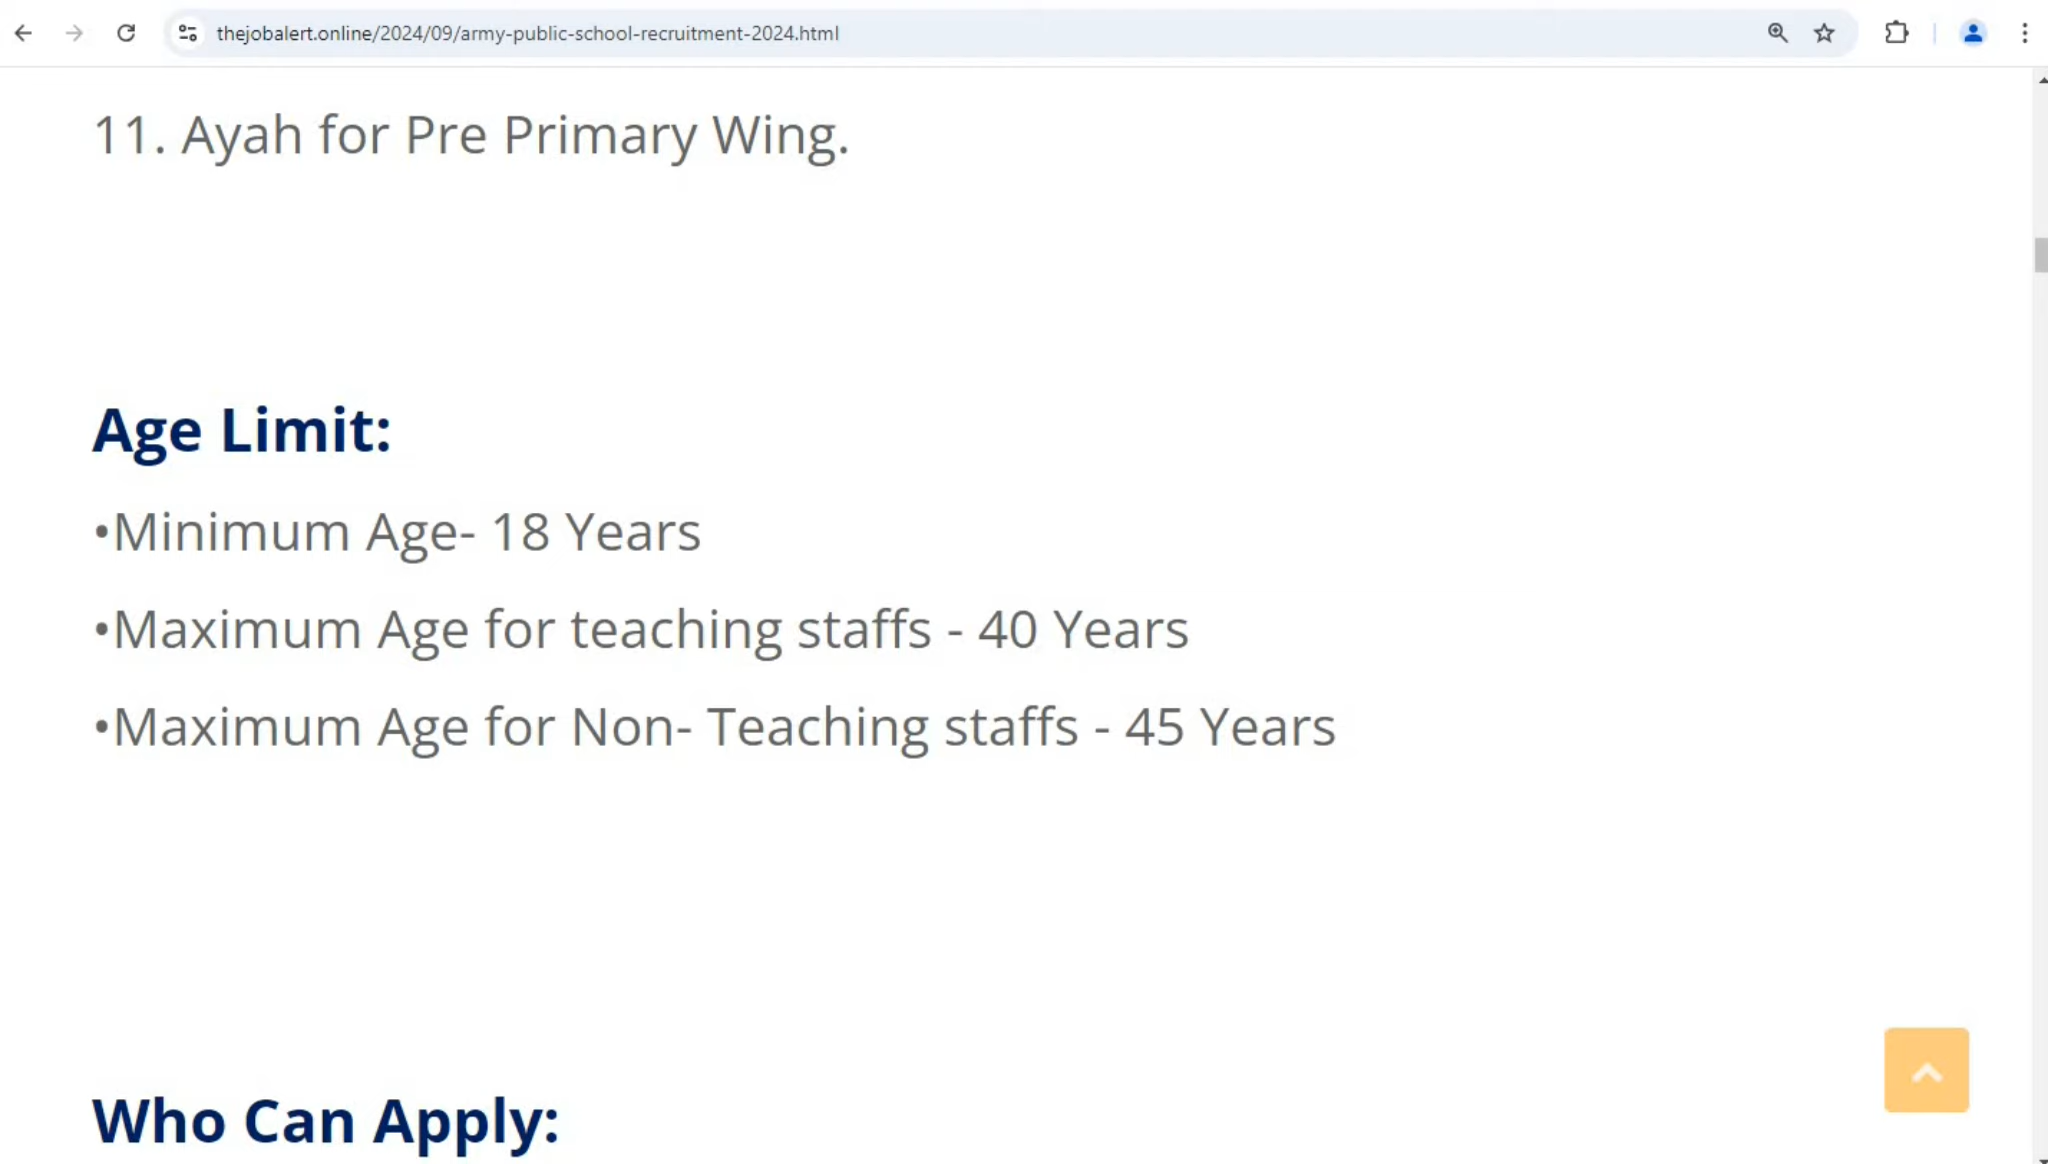 thejobalert.online/2024/09/army-public-school-recruitment-2024.html
11. Ayah for Pre Primary Wing.
Age Limit:
•Minimum Age- 18 Years
•Maximum Age for teaching staffs - 40 Years
•Maximum Age for Non- Teaching staffs - 45 Years
Who Can Apply: